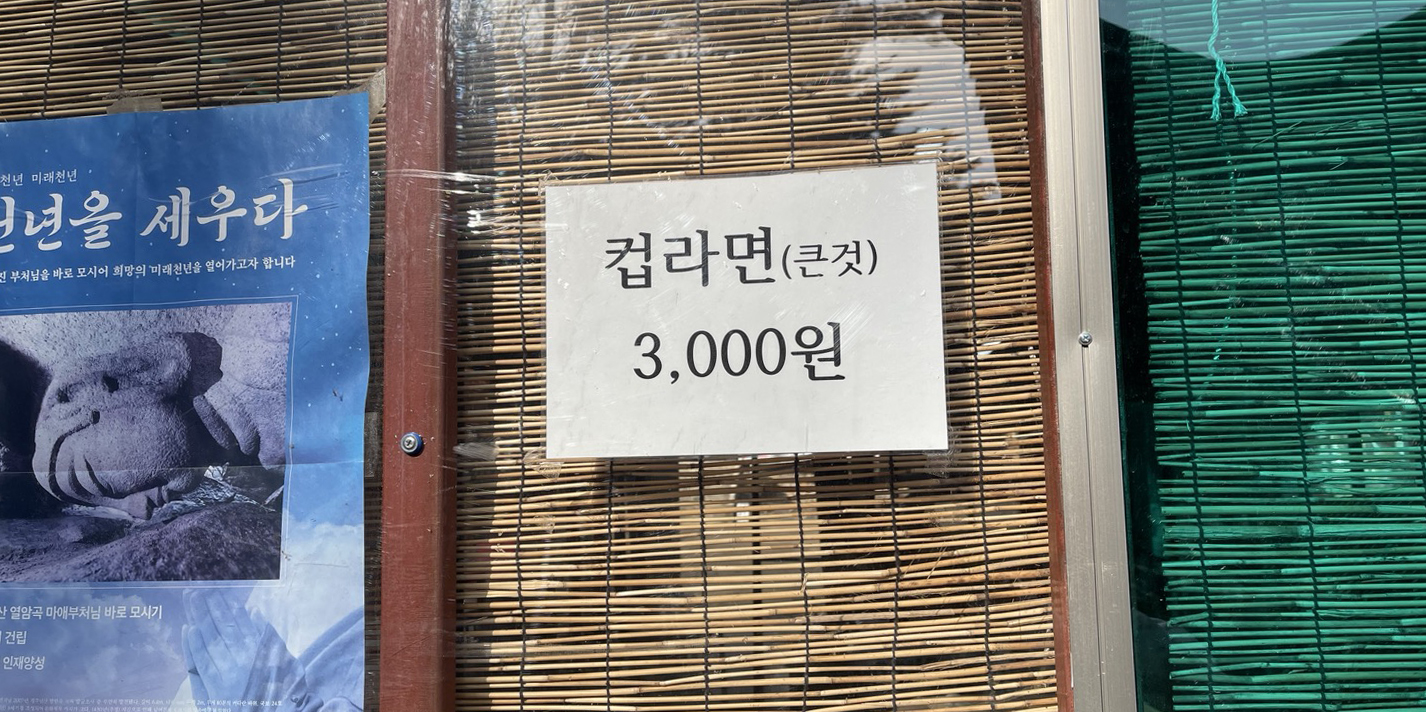 천년 미래천년
천년을 세우다
부처님을 바로 모시어 희망의 미래천년을 열어가고자 합니다
열암곡 마애부처님 바로 모시기
건립
인재양성
컵라면(큰것)
3,000원